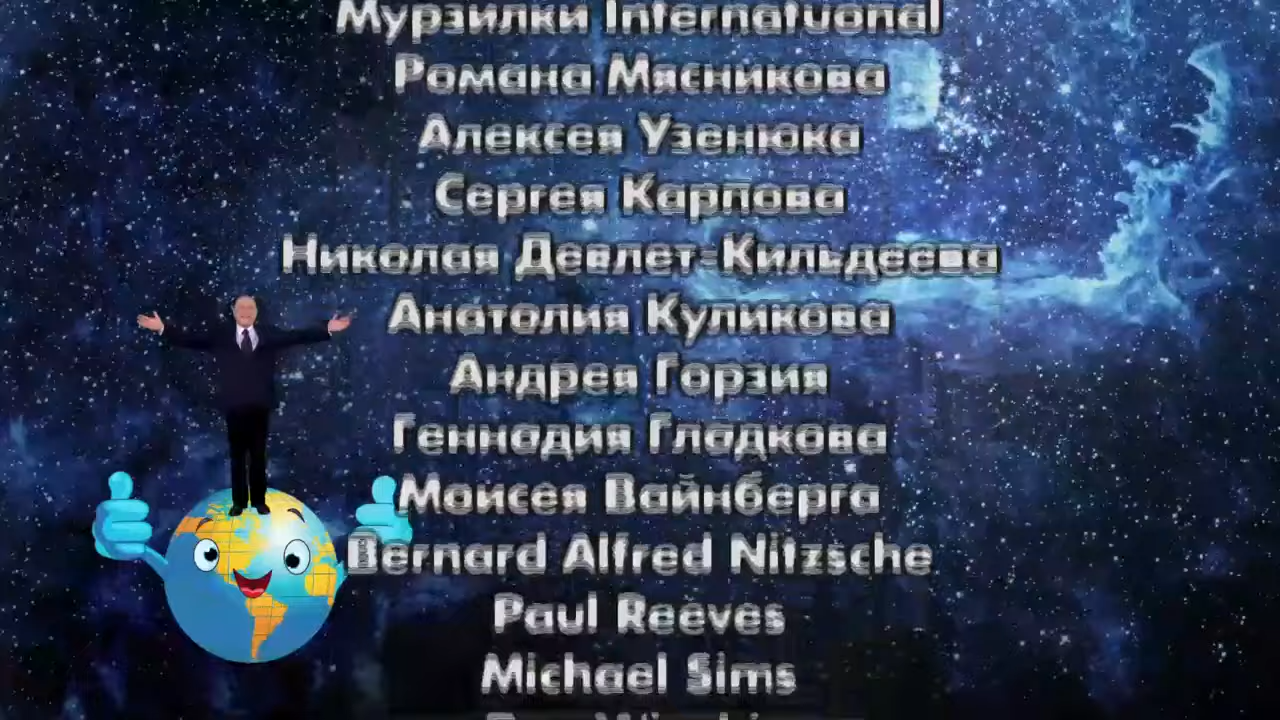 Мурзилки Internatuonal
Романа Мясникова
Алексея Узенюка
Сергея Карпова
Николая Девлет-Кильдеева
Анатолия Куликова
Андрея Горзия
Геннадия Гладкова
Моисея Вайнберга
Bernard Alfred Nitzsche
Paul Reeves
Michael Sims